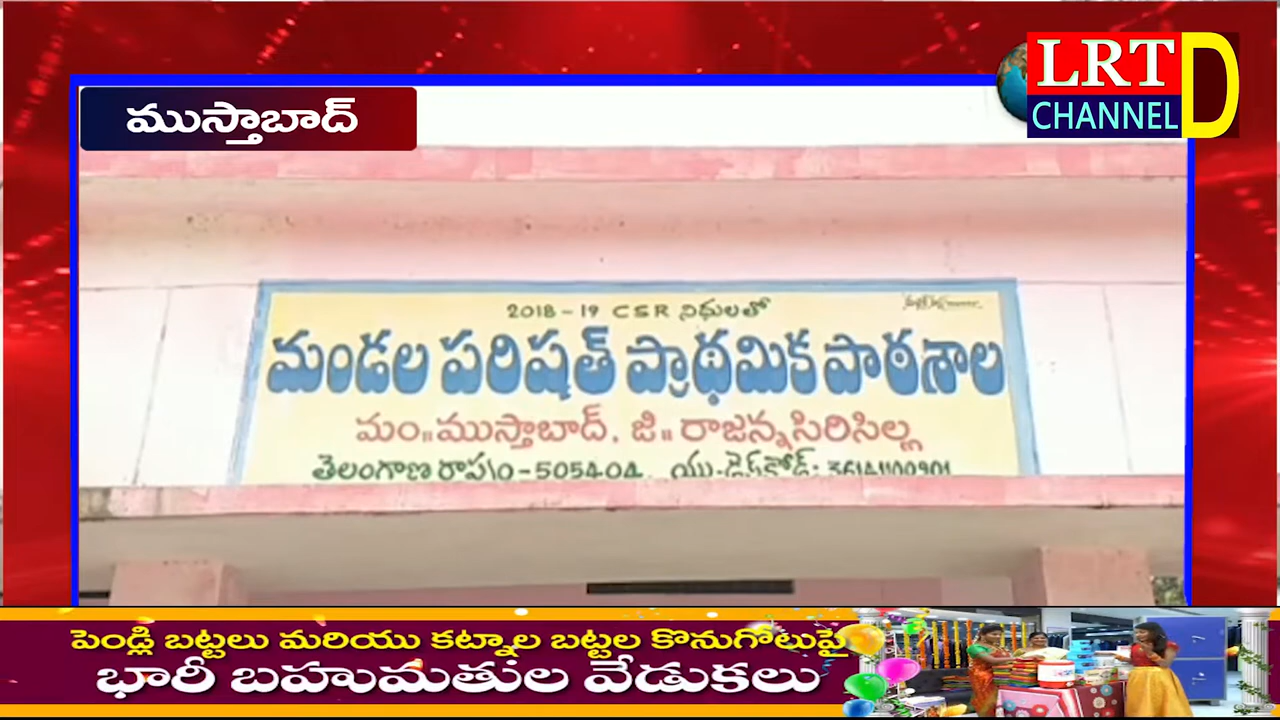 LRT D
CHANNEL
ముస్తాబాద్
2018-19 CSR నిధులతో
మండల పరిషత్ ప్రాథమిక పాఠశాల
మం॥ముస్తాబాద్, జి॥ రాజన్నసిరిసిల్ల
తెలంగాణ రాష్ట్రం-505404. యు-డైస్‌కోడ్:
పెండ్లి బట్టలు మరియు కట్నాల బట్టల కొనుగోలుపై
భారీ బహుమతుల వేడుకలు